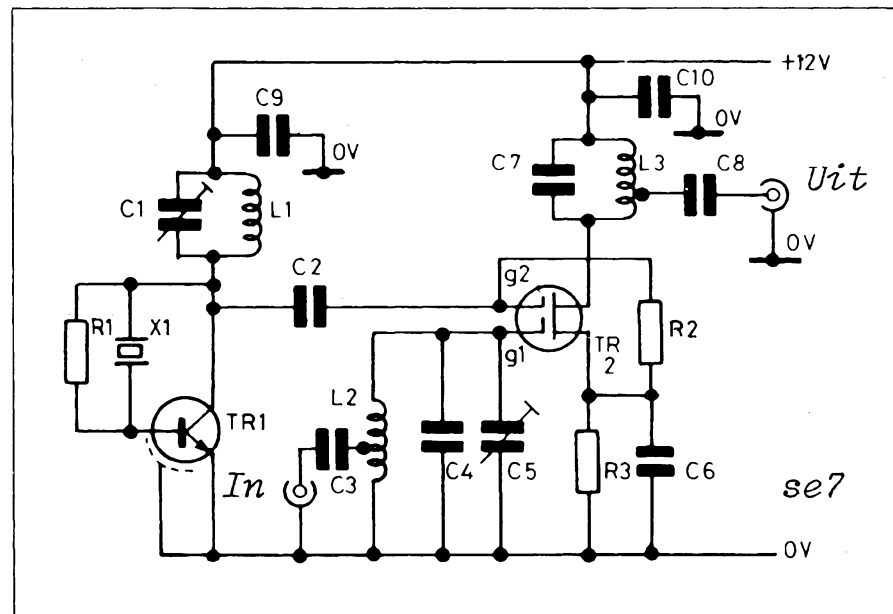 +12V
C10
C9
0V
0V
C7
L3
C8
Uit
C1
L1
0V
C2
g2
R1
X1
R2
g1
TR
2
L2
TR1
In
C3
C4
C5
R3
C6
se7
0V